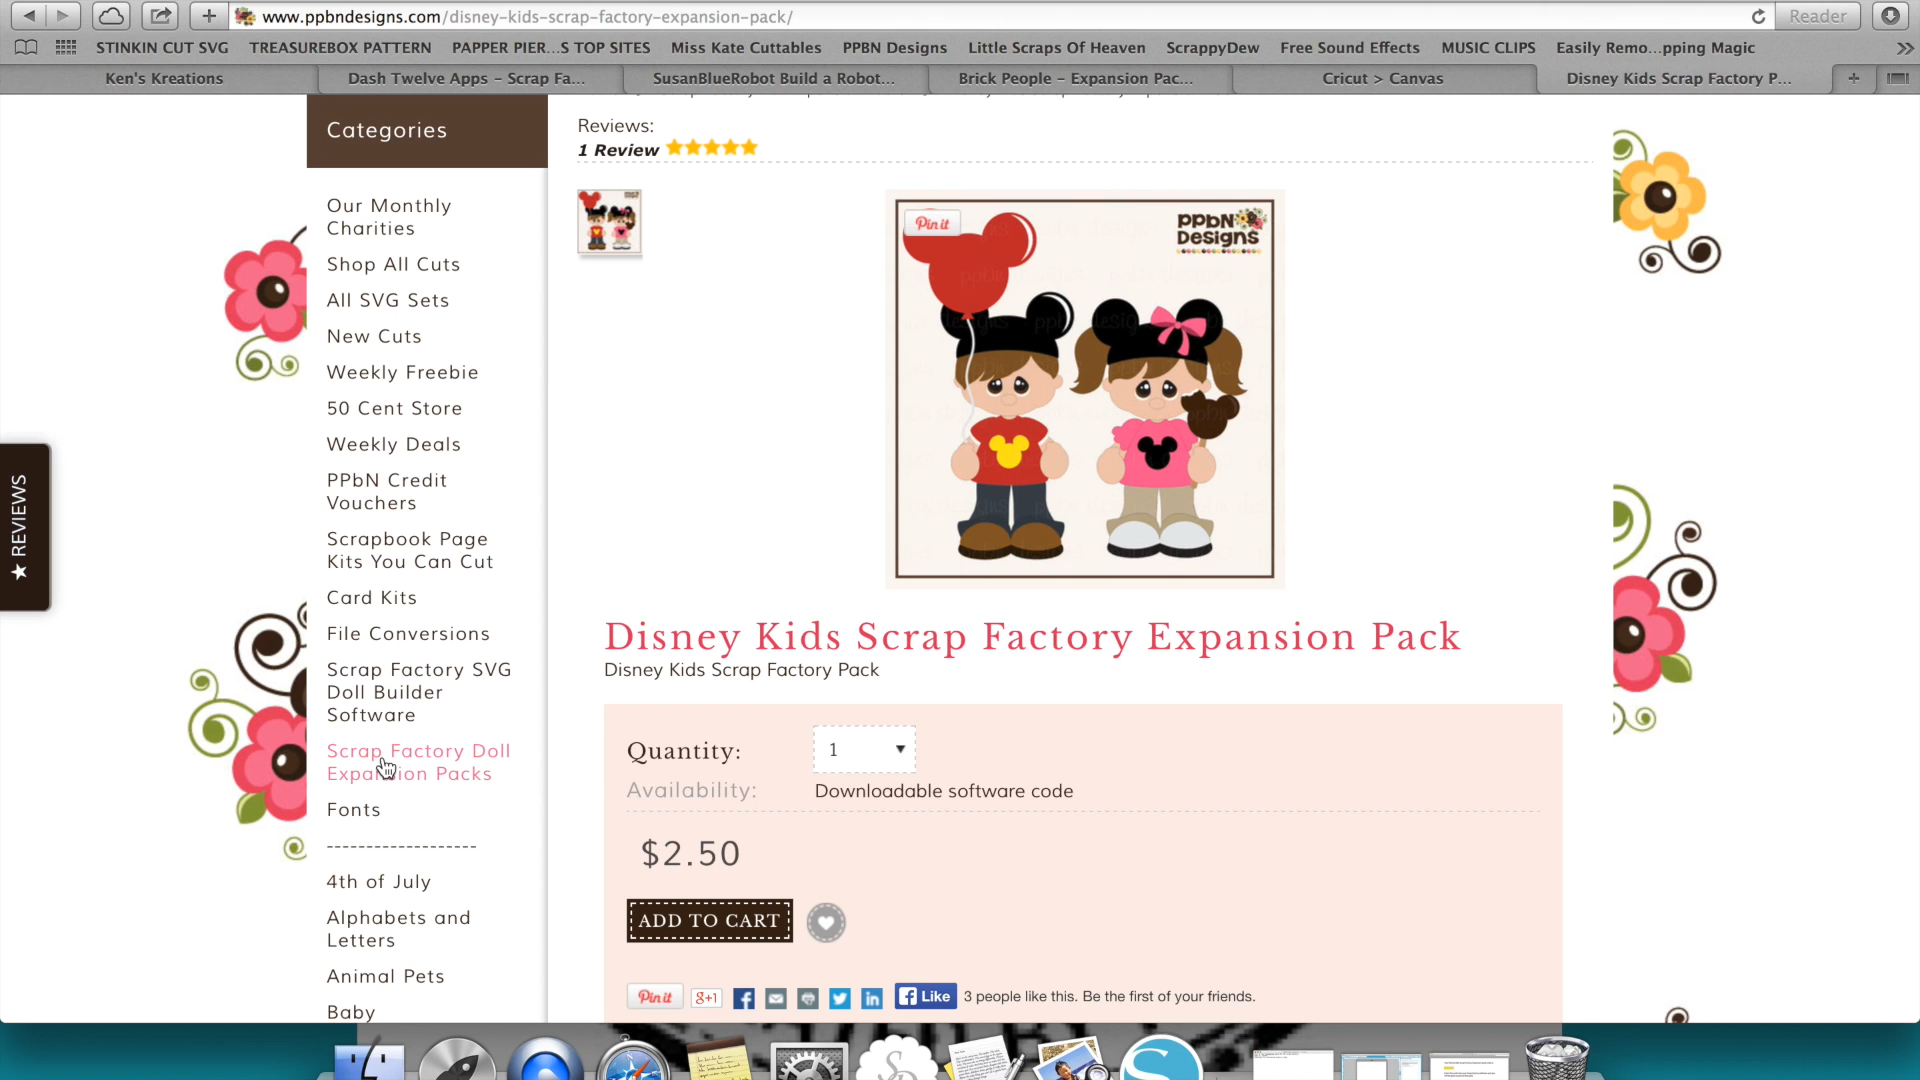 www.ppbndesigns.com/disney-kids-scrap-factory-expansion-pack/
Reader
STINKIN CUT SVG
TREASUREBOX PATTERN
PAPPER PIER...S TOP SITES
Miss Kate Cuttables
PPBN Designs
Little Scraps Of Heaven
ScrappyDew
Free Sound Effects
MUSIC CLIPS
Easily Remo...pping Magic
Ken's Kreations
Dash Twelve Apps – Scrap Fa...
SusanBlueRobot Build a Robot...
Brick People – Expansion Pac...
Cricut > Canvas
Disney Kids Scrap Factory P...
Categories
Our Monthly
Charities
Shop All Cuts
All SVG Sets
New Cuts
Weekly Freebie
50 Cent Store
Weekly Deals
PPbN Credit
Vouchers
Scrapbook Page
Kits You Can Cut
Card Kits
File Conversions
Scrap Factory SVG
Doll Builder
Software
Scrap Factory Doll
Expansion Packs
Fonts
-------------------
4th of July
Alphabets and
Letters
Animal Pets
Baby
★ REVIEWS
Reviews:
1 Review
Pin it
PPbN
Designs
Disney Kids Scrap Factory Expansion Pack
Disney Kids Scrap Factory Pack
Quantity: 1
Availability: Downloadable software code
$2.50
ADD TO CART
Pin it
g+1
Like
3 people like this. Be the first of your friends.